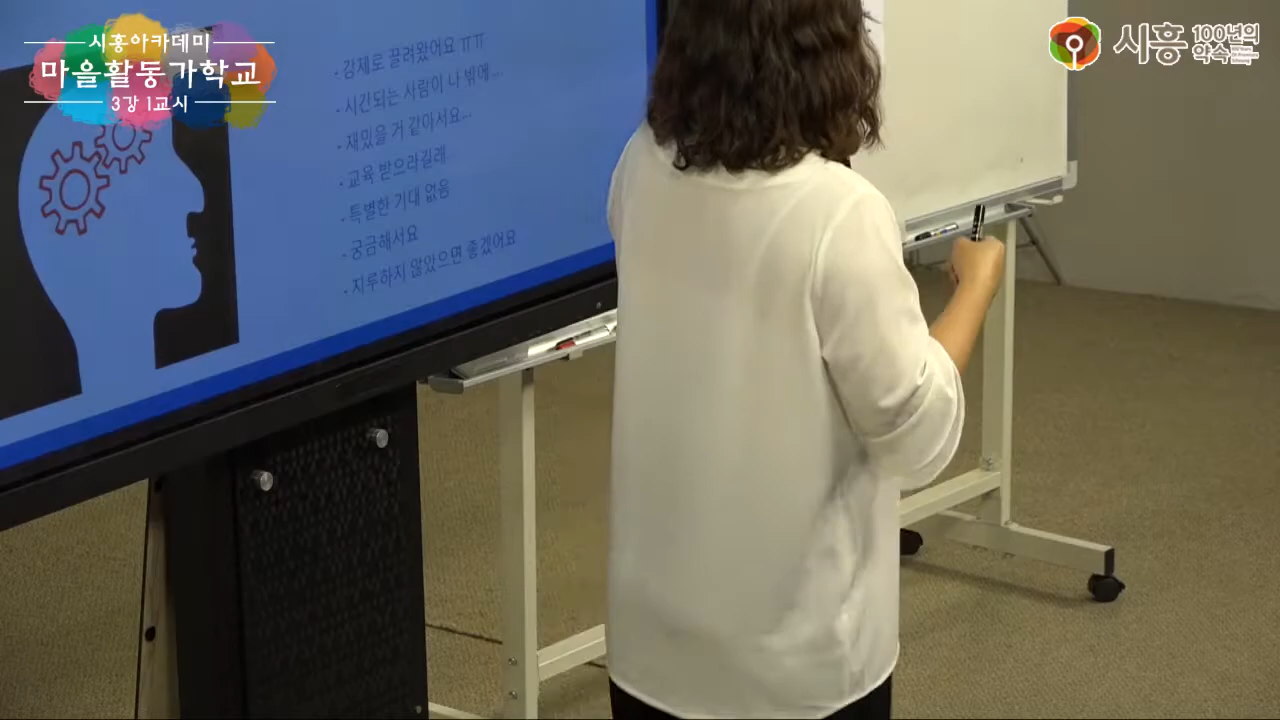 시흥아카데미
마을활동가학교
3강 1교시
시흥 100년의
약속
· 강제로 끌려왔어요 ㅠㅠ
· 시간되는 사람이 나 밖에...
· 재밌을 거 같아서요...
· 교육 받으라길래
· 특별한 기대 없음
· 궁금해서요
· 지루하지 않았으면 좋겠어요